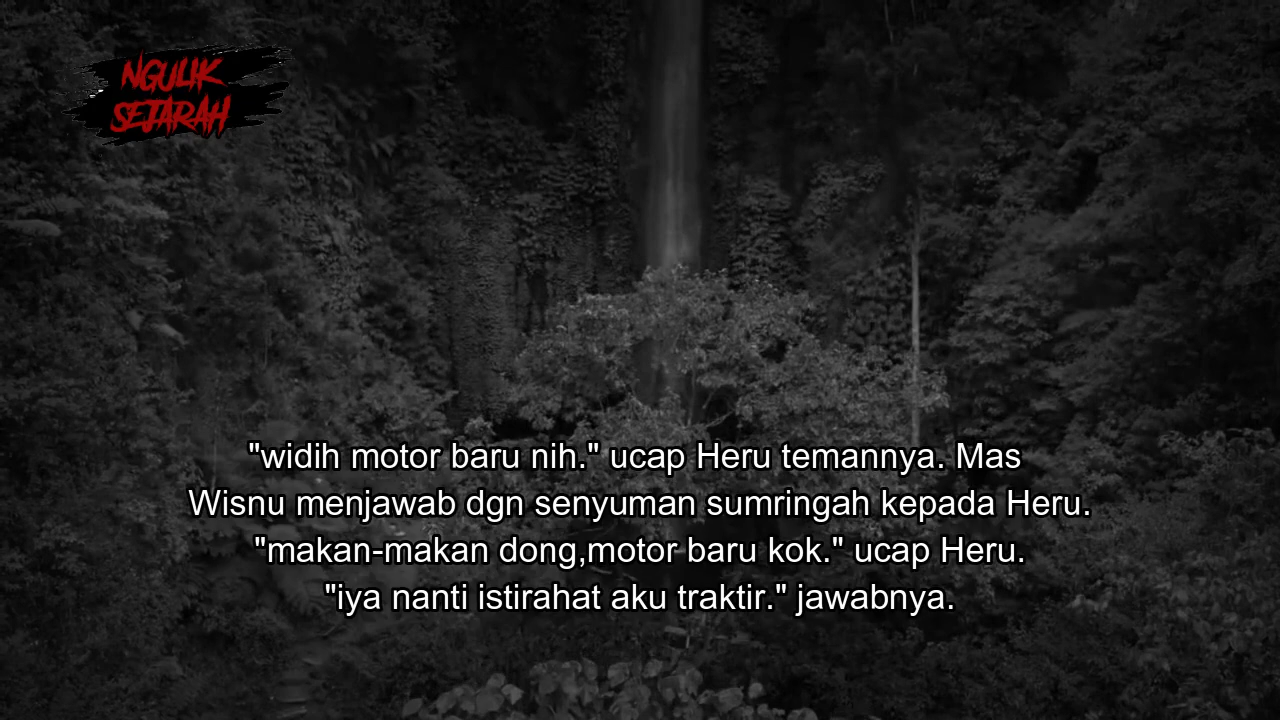 NGULIK
SEJARAH
"widih motor baru nih." ucap Heru temannya. Mas
Wisnu menjawab dgn senyuman sumringah kepada Heru.
"makan-makan dong,motor baru kok." ucap Heru.
"iya nanti istirahat aku traktir." jawabnya.